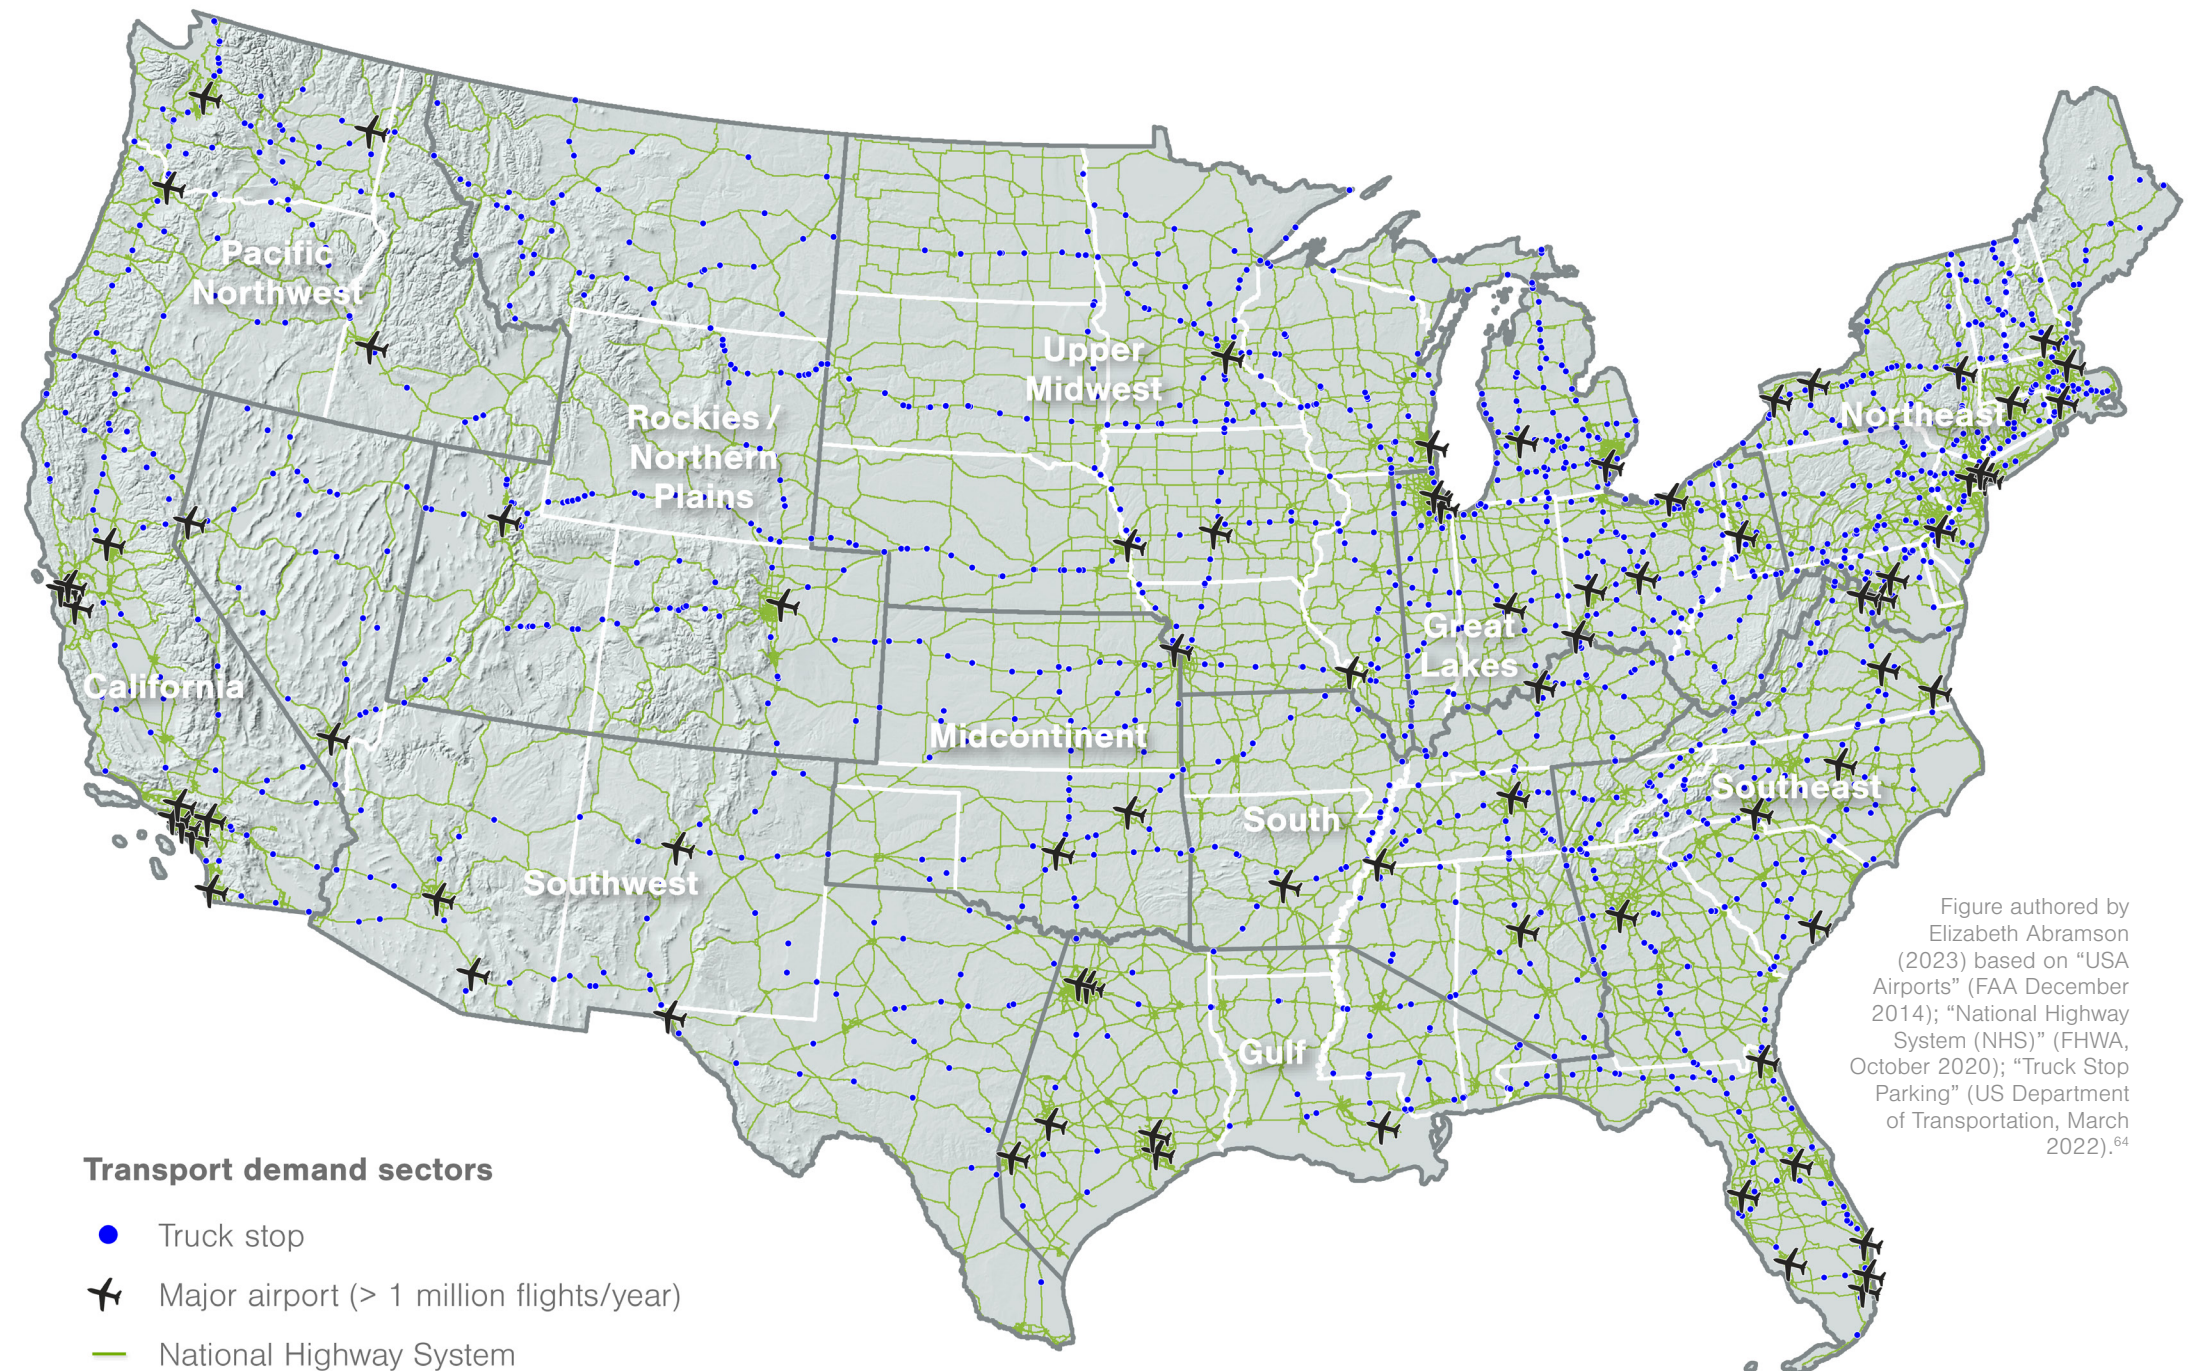 Pacific
Northwest
Rockies /
Northern
Plains
Upper
Midwest
Northeast
Great
Lakes
California
Midcontinent
South
Southeast
Southwest
Gulf
Figure authored by
Elizabeth Abramson
(2023) based on “USA
Airports” (FAA December
2014); “National Highway
System (NHS)” (FHWA,
October 2020); “Truck Stop
Parking” (US Department
of Transportation, March
2022).⁶⁴
Transport demand sectors
Truck stop
Major airport (> 1 million flights/year)
National Highway System